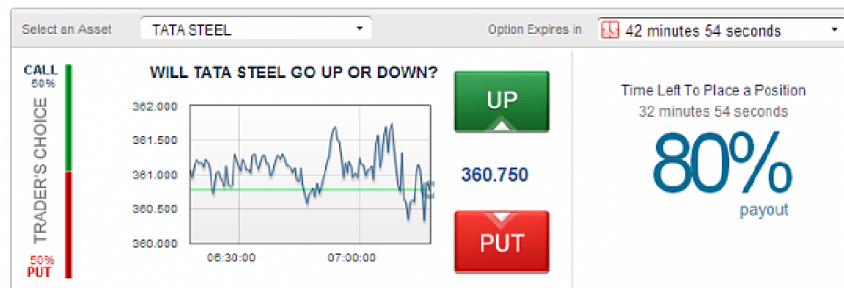 Select an Asset
TATA STEEL
Option Expires in
42 minutes 54 seconds
CALL
50%
TRADER'S CHOICE
50%
PUT
WILL TATA STEEL GO UP OR DOWN?
362.000
361.500
361.000
360.500
360.000
06:30:00
07:00:00
UP
360.750
PUT
Time Left To Place a Position
32 minutes 54 seconds
80%
payout